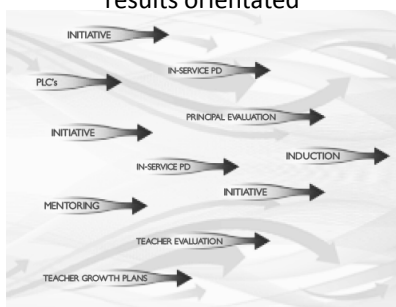 results orientated
INITIATIVE
IN-SERVICE PD
PLC's
PRINCIPAL EVALUATION
INITIATIVE
INDUCTION
IN-SERVICE PD
INITIATIVE
MENTORING
TEACHER EVALUATION
TEACHER GROWTH PLANS